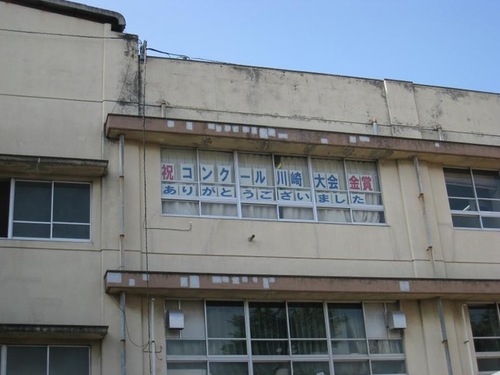 祝コンクール川崎大会金賞
ありがとうございました